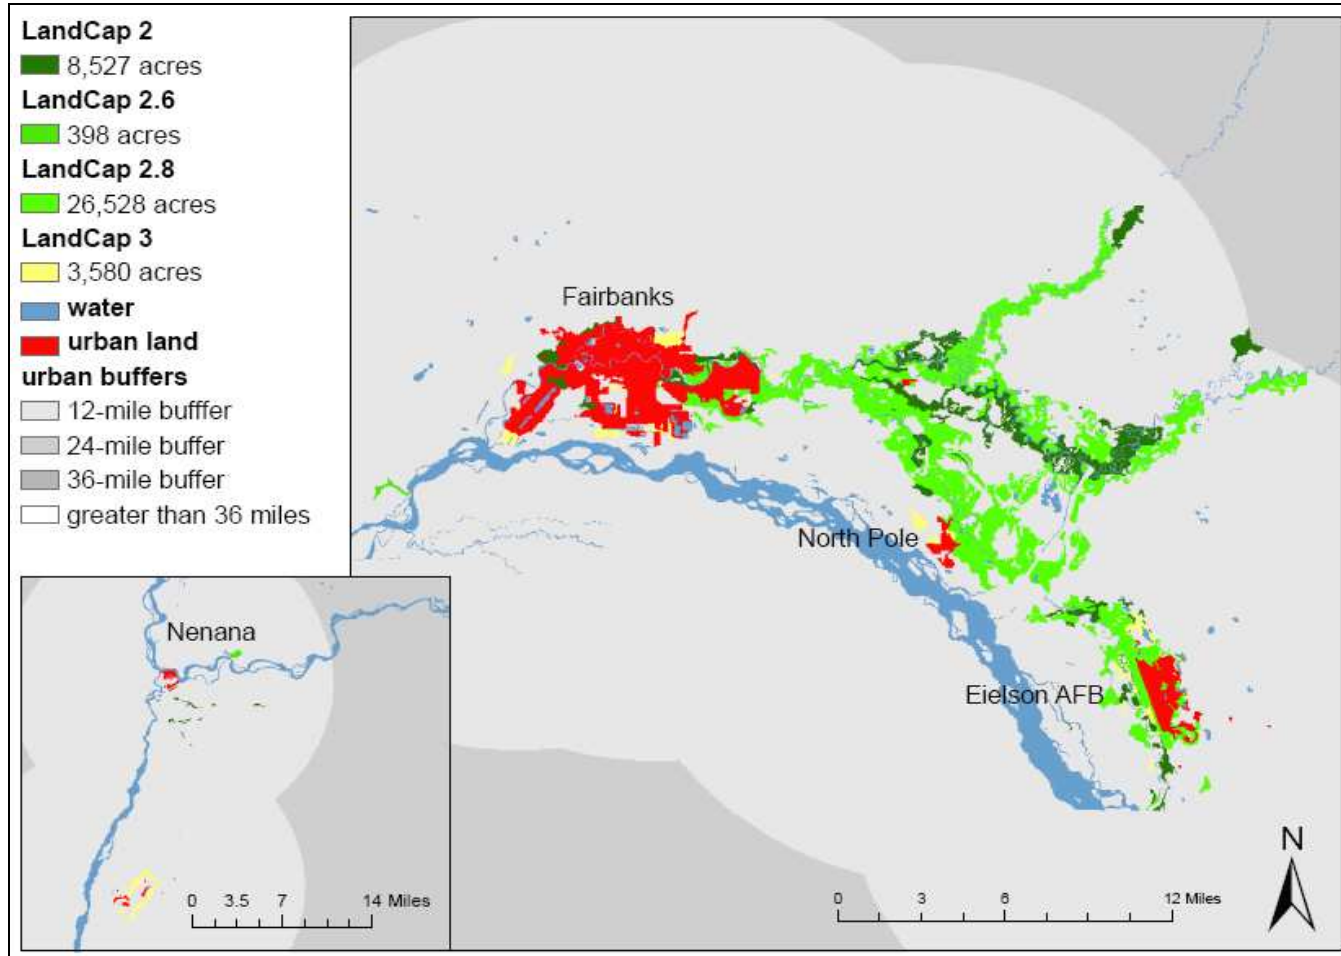 LandCap 2
8,527 acres
LandCap 2.6
398 acres
LandCap 2.8
26,528 acres
LandCap 3
3,580 acres
water
urban land
urban buffers
12-mile bufffer
24-mile buffer
36-mile buffer
greater than 36 miles
Fairbanks
North Pole
Eielson AFB
Nenana
0 3.5 7 14 Miles
0 3 6 12 Miles
N